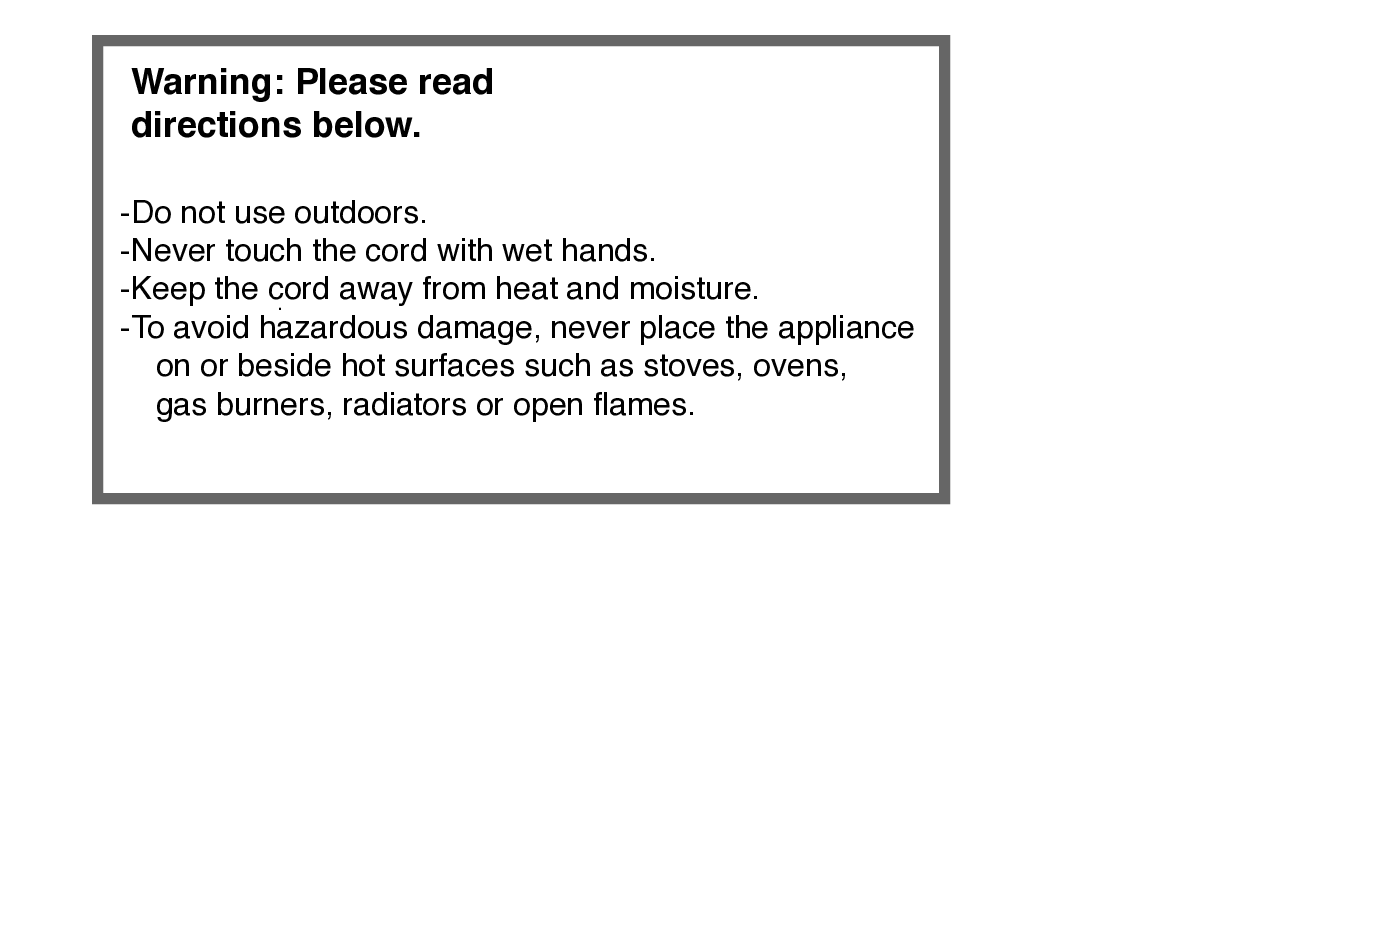 Warning: Please read
directions below.
-Do not use outdoors.
-Never touch the cord with wet hands.
-Keep the cord away from heat and moisture.
-To avoid hazardous damage, never place the appliance
on or beside hot surfaces such as stoves, ovens,
gas burners, radiators or open flames.